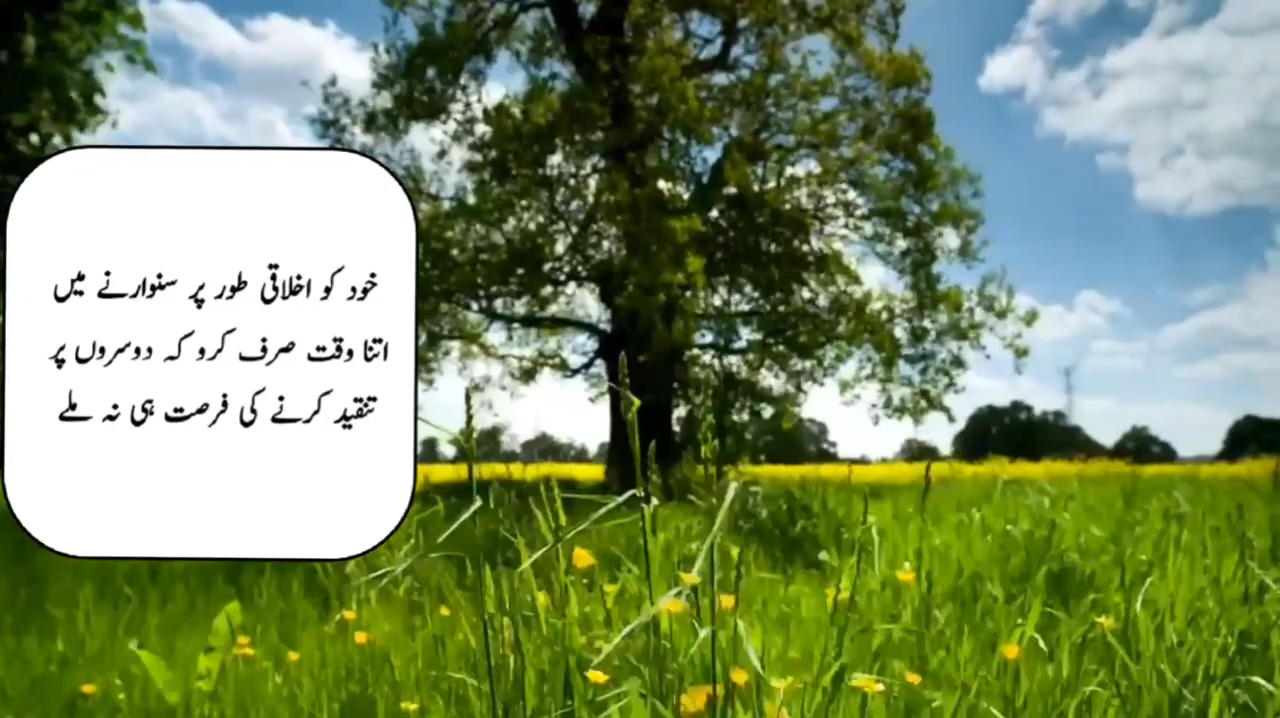 خود کو اخلاقی طور پر سنوارنے میں
اتنا وقت صرف کرو کہ دوسروں پر
تنقید کرنے کی فرصت ہی نہ ملے